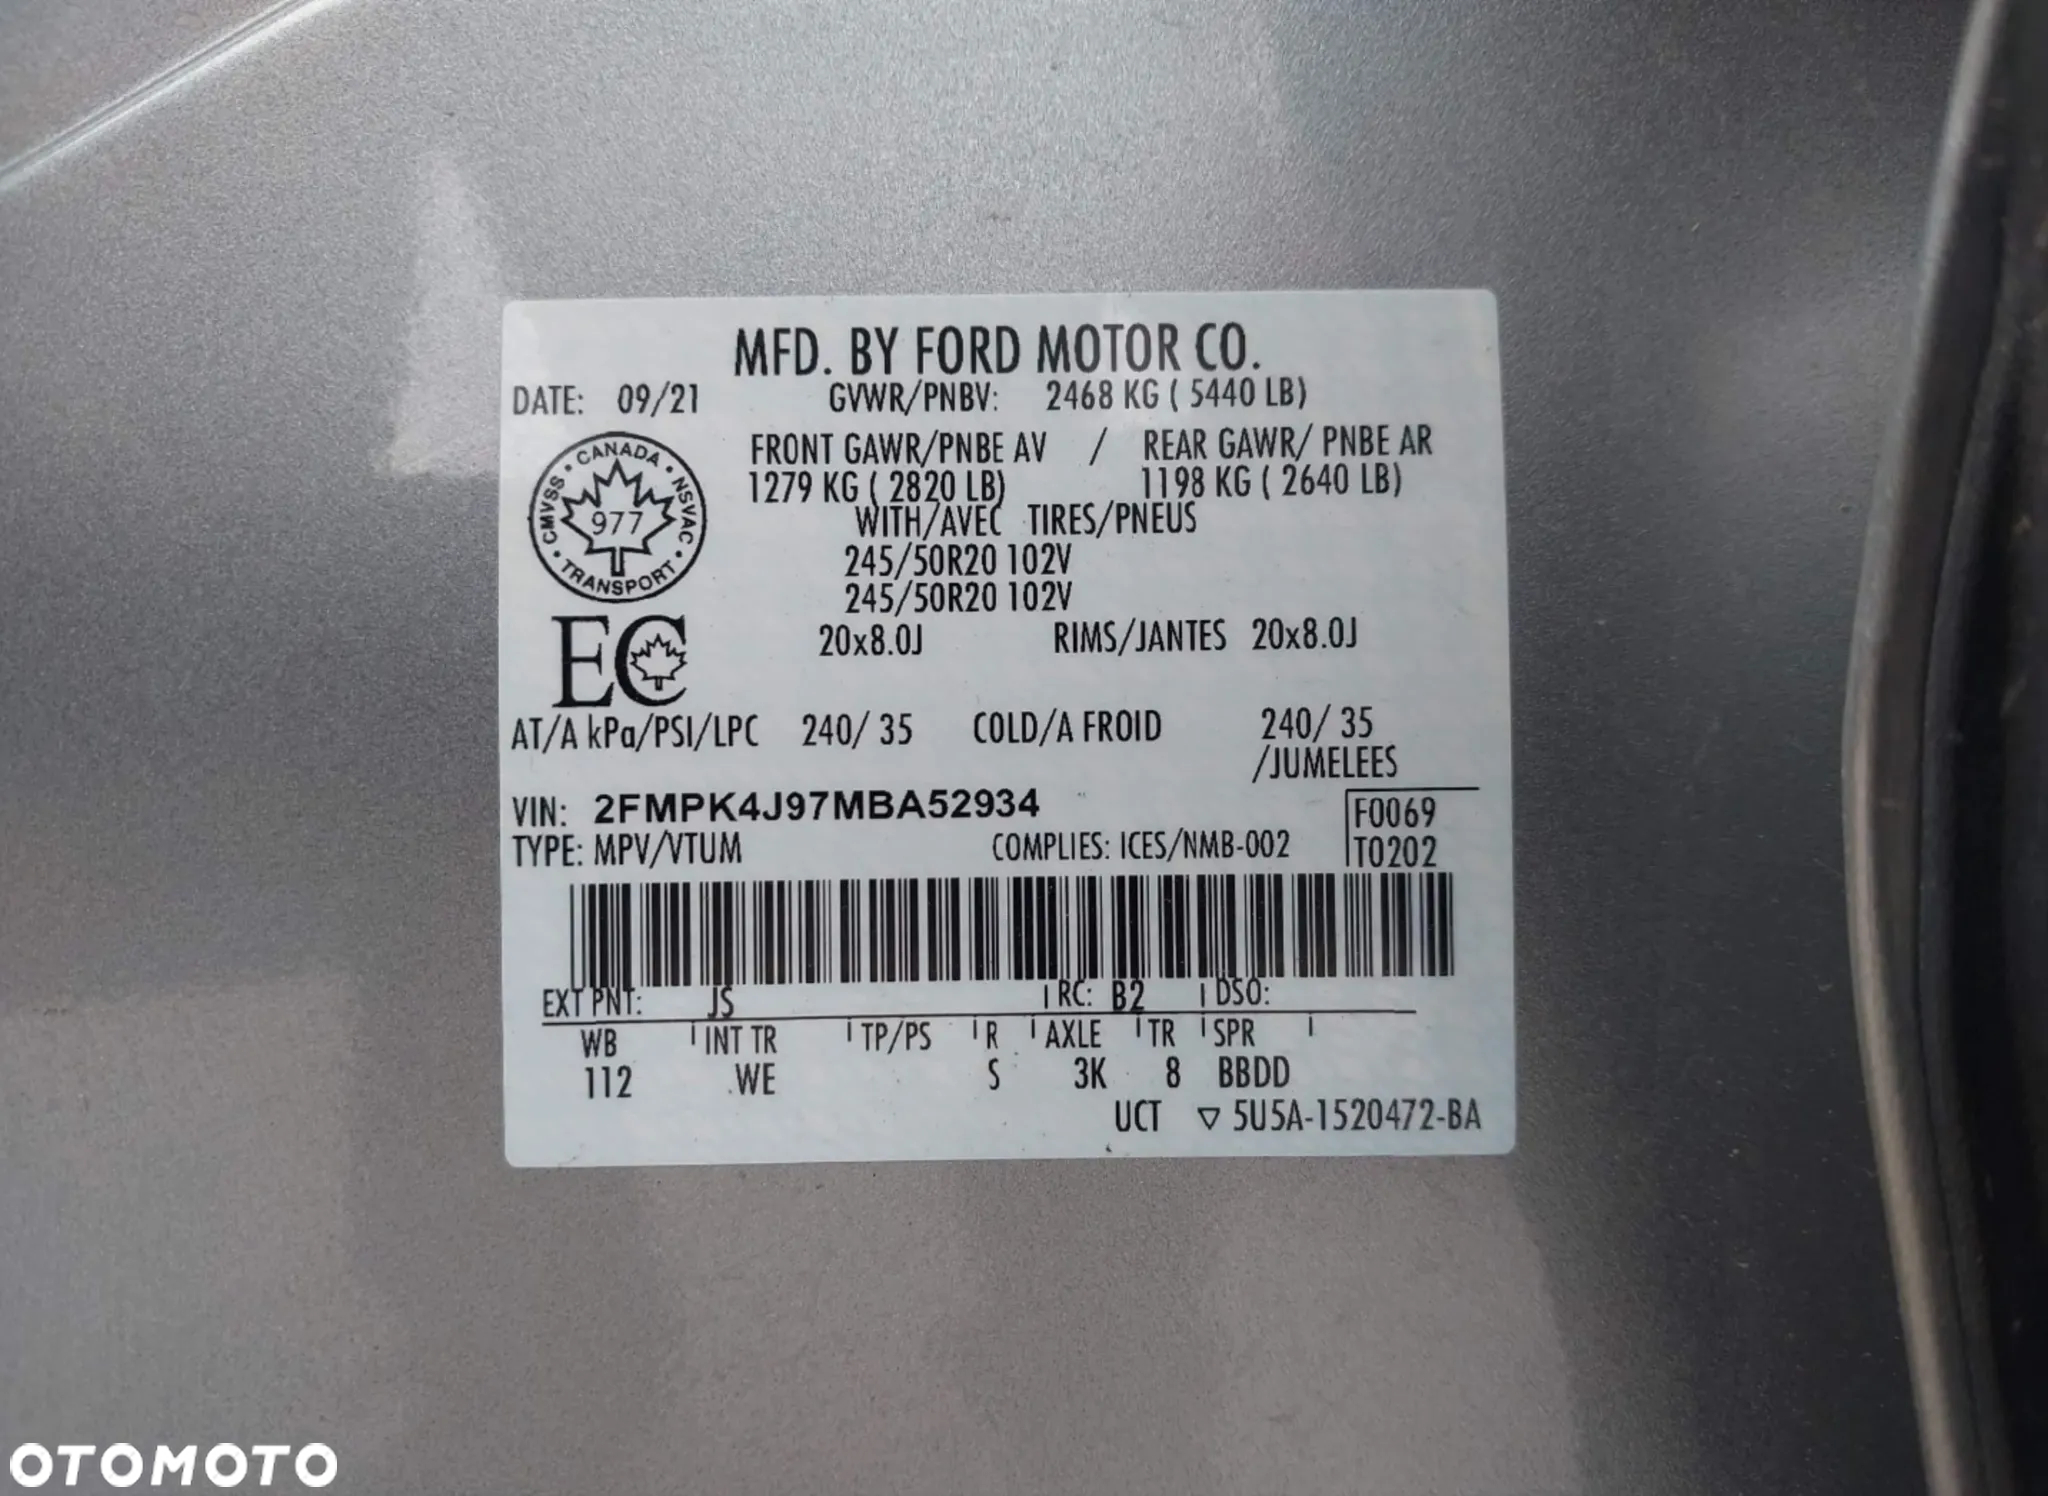 MFD. BY FORD MOTOR CO.
DATE: 09/21 GVWR/PNBV: 2468 KG ( 5440 LB)
FRONT GAWR/PNBE AV / REAR GAWR/ PNBE AR
1279 KG ( 2820 LB) 1198 KG ( 2640 LB)
WITH/AVEC TIRES/PNEUS
245/50R20 102V
245/50R20 102V
20x8.0J RIMS/JANTES 20x8.0J
CANADA
CMVSS • NSVAC
977
TRANSPORT
EC
AT/A kPa/PSI/LPC 240/ 35 COLD/A FROID 240/ 35
/JUMELEES
VIN: 2FMPK4J97MBA52934 F0069
TYPE: MPV/VTUM COMPLIES: ICES/NMB-002 T0202
EXT PNT: JS RC: B2 DSO:
WB INT TR TP/PS R AXLE TR SPR
112 WE S 3K 8 BBDD
UCT ▽ 5U5A-1520472-BA
OTOMOTO